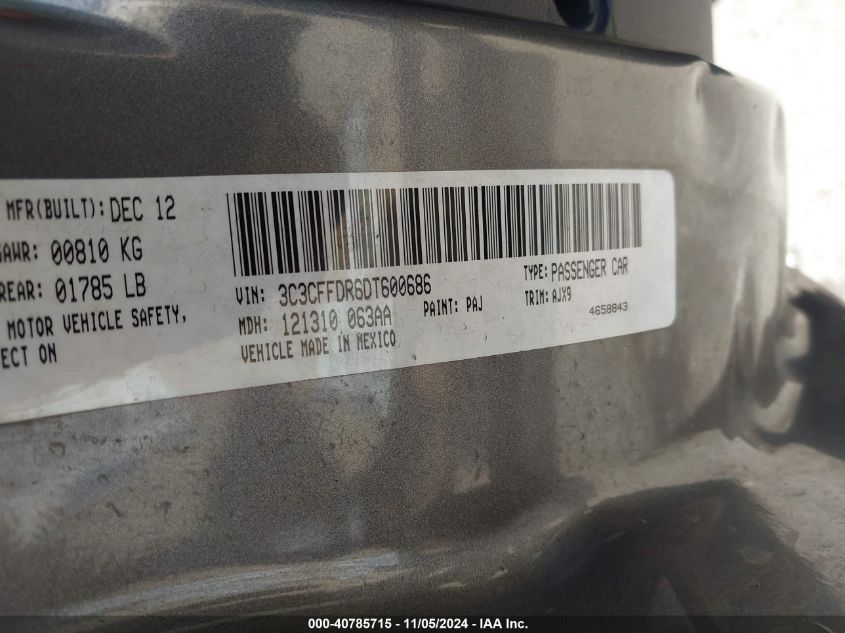 MFR(BUILT): DEC 12
GAWR: 00810 KG
REAR: 01785 LB
MOTOR VEHICLE SAFETY,
ECT ON
VIN: 3C3CFFDR6DT600686
TYPE: PASSENGER CAR
MDH: 121310 063AA
PAINT: PAJ
TRIM: AJX9
VEHICLE MADE IN MEXICO
4658843
000-40785715 - 11/05/2024 - IAA Inc.